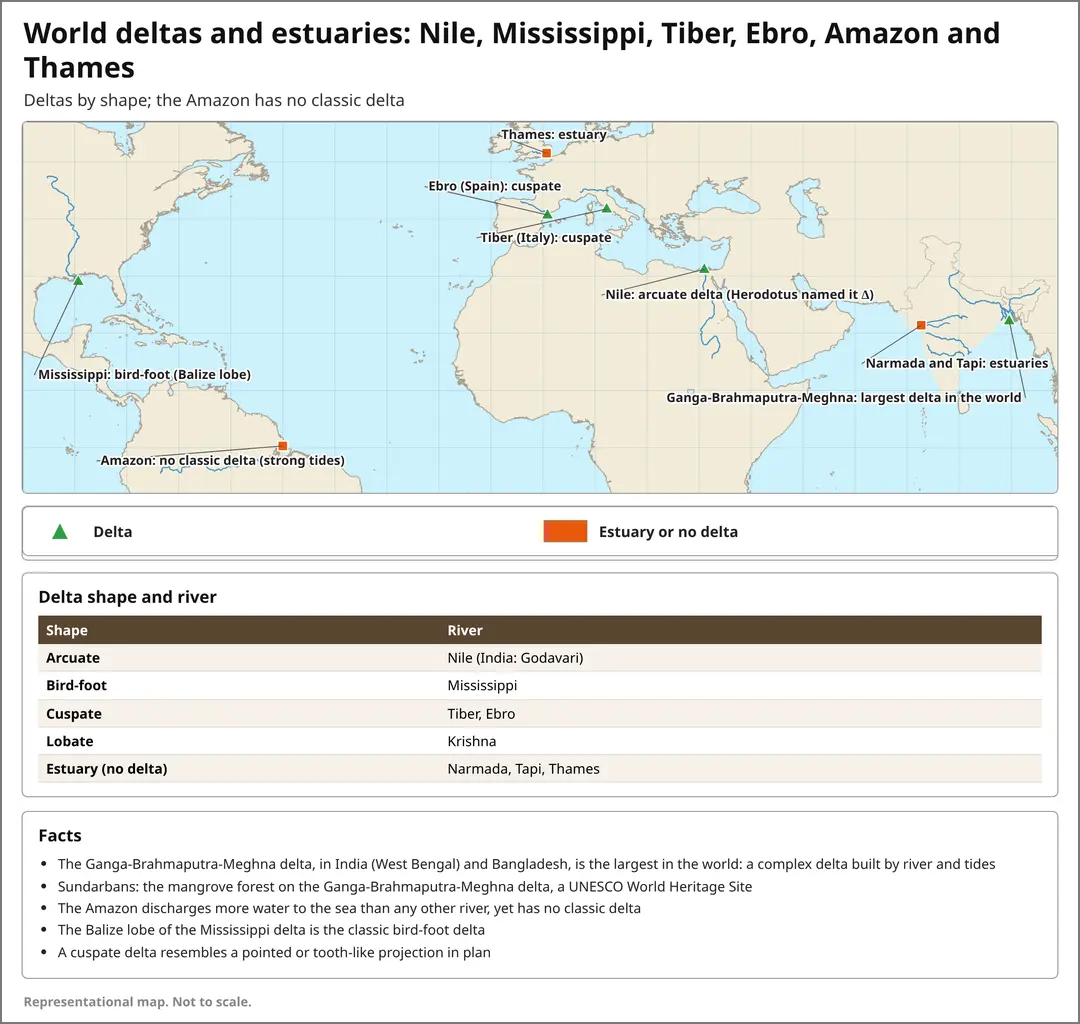 World deltas and estuaries: Nile, Mississippi, Tiber, Ebro, Amazon and
Thames
Deltas by shape; the Amazon has no classic delta
Thames: estuary
Ebro (Spain): cuspate
Tiber (Italy): cuspate
Nile: arcuate delta (Herodotus named it Δ)
Narmada and Tapi: estuaries
Mississippi: bird-foot (Balize lobe)
Ganga-Brahmaputra-Meghna: largest delta in the world
Amazon: no classic delta (strong tides)
Delta
Estuary or no delta
Delta shape and river
Shape River
Arcuate Nile (India: Godavari)
Bird-foot Mississippi
Cuspate Tiber, Ebro
Lobate Krishna
Estuary (no delta) Narmada, Tapi, Thames
Facts
• The Ganga-Brahmaputra-Meghna delta, in India (West Bengal) and Bangladesh, is the largest in the world: a complex delta built by river and tides
• Sundarbans: the mangrove forest on the Ganga-Brahmaputra-Meghna delta, a UNESCO World Heritage Site
• The Amazon discharges more water to the sea than any other river, yet has no classic delta
• The Balize lobe of the Mississippi delta is the classic bird-foot delta
• A cuspate delta resembles a pointed or tooth-like projection in plan
Representational map. Not to scale.